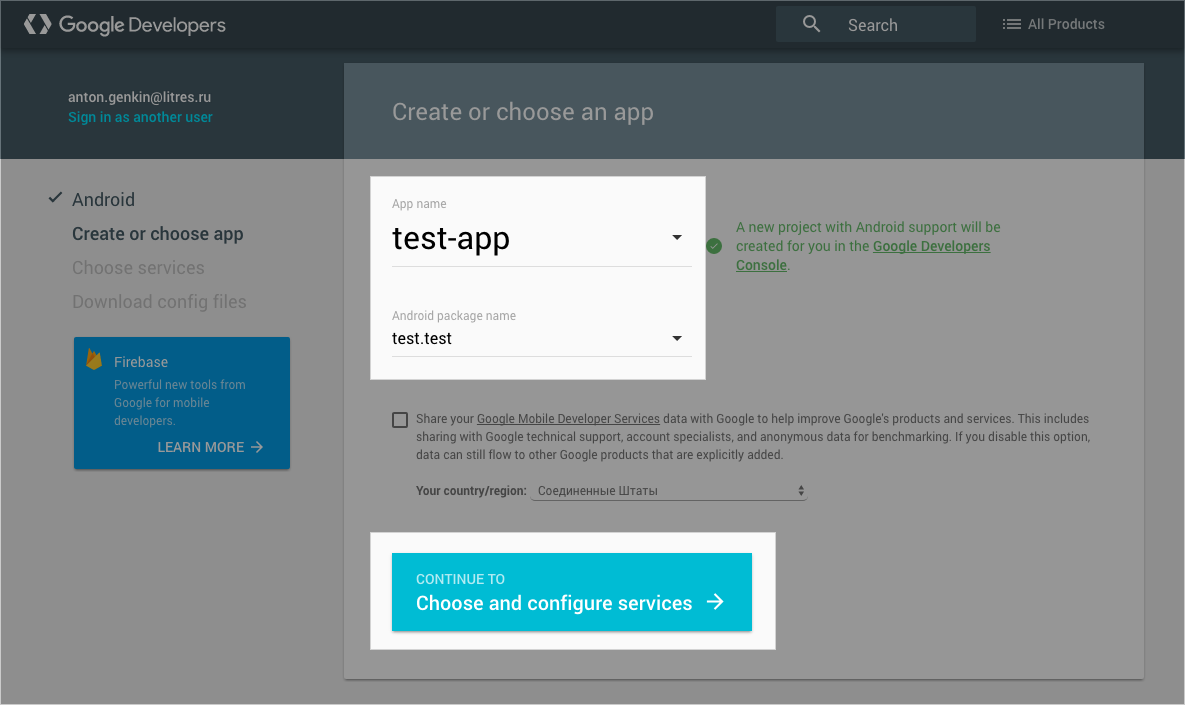 Google Developers
Search
All Products
anton.genkin@litres.ru
Sign in as another user
Create or choose an app
Android
Create or choose app
Choose services
Download config files
Firebase
Powerful new tools from
Google for mobile
developers.
LEARN MORE
App name
test-app
A new project with Android support will be
created for you in the Google Developers
Console.
Android package name
test.test
Share your Google Mobile Developer Services data with Google to help improve Google's products and services. This includes
sharing with Google technical support, account specialists, and anonymous data for benchmarking. If you disable this option,
data can still flow to other Google products that are explicitly added.
Your country/region: Соединенные Штаты
CONTINUE TO
Choose and configure services